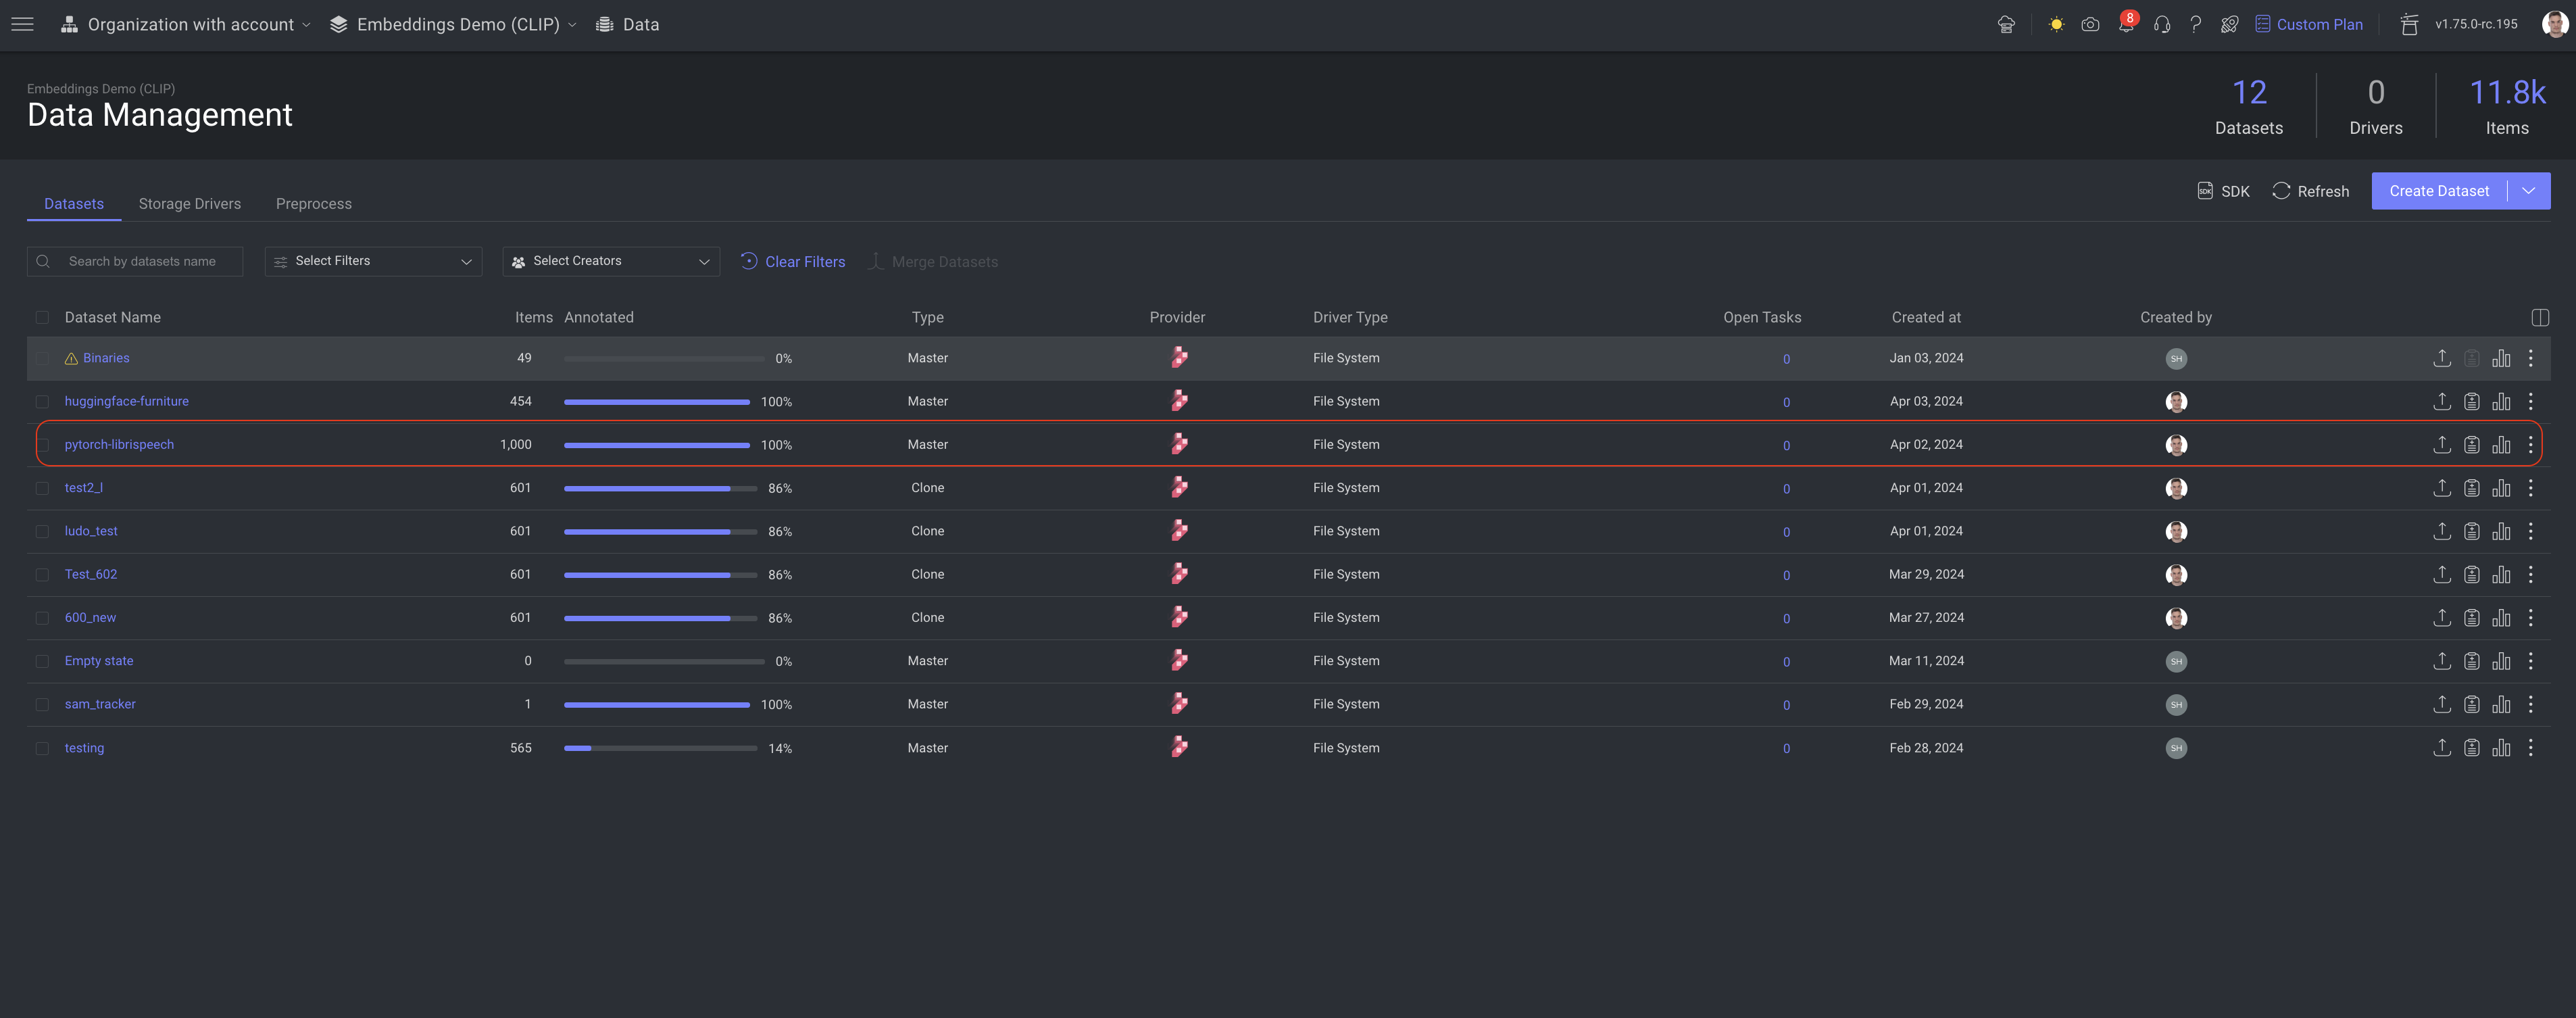 Organization with account Embeddings Demo (CLIP) Data 8 Custom Plan v1.75.0-rc.195
Embeddings Demo (CLIP)
Data Management
12 0 11.8k
Datasets Drivers Items
Datasets Storage Drivers Preprocess SDK SDK Refresh Create Dataset
Search by datasets name Select Filters Select Creators Clear Filters Merge Datasets
Dataset Name Items Annotated Type Provider Driver Type Open Tasks Created at Created by
Binaries 49 0% Master File System 0 Jan 03, 2024 SH
huggingface-furniture 454 100% Master File System 0 Apr 03, 2024
pytorch-librispeech 1,000 100% Master File System 0 Apr 02, 2024
test2_l 601 86% Clone File System 0 Apr 01, 2024
ludo_test 601 86% Clone File System 0 Apr 01, 2024
Test_602 601 86% Clone File System 0 Mar 29, 2024
600_new 601 86% Clone File System 0 Mar 27, 2024
Empty state 0 0% Master File System 0 Mar 11, 2024 SH
sam_tracker 1 100% Master File System 0 Feb 29, 2024 SH
testing 565 14% Master File System 0 Feb 28, 2024 SH